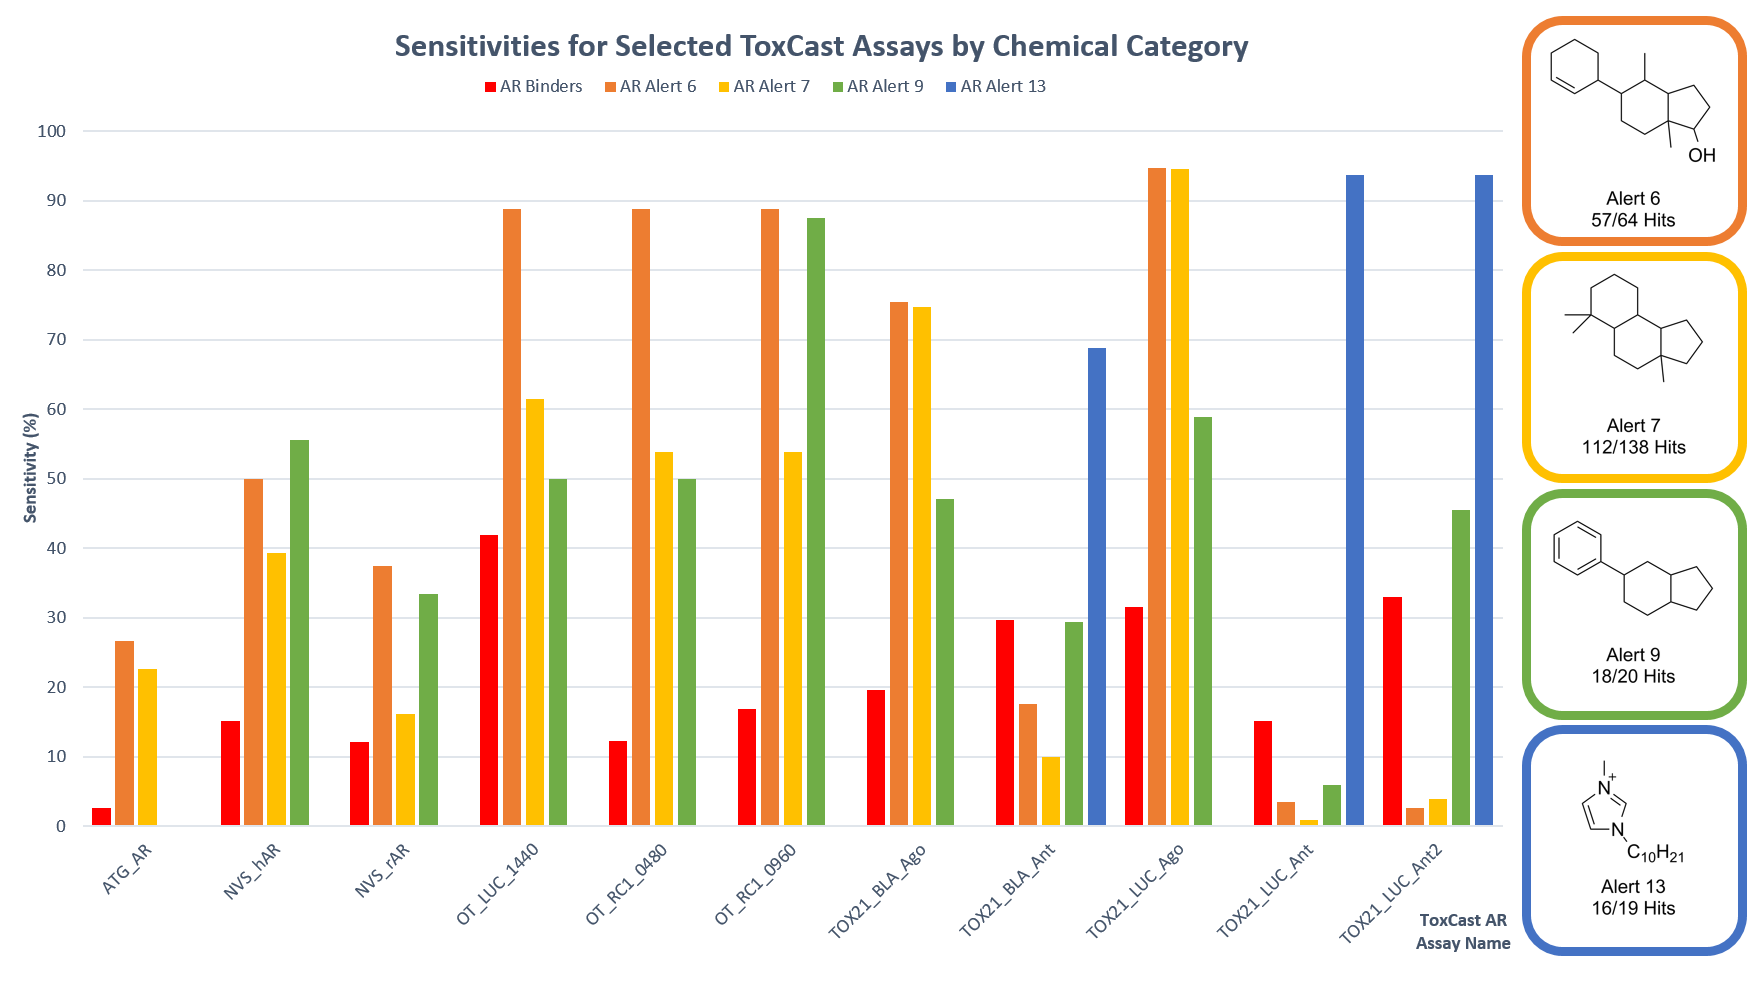 Sensitivities for Selected ToxCast Assays by Chemical Category
AR Binders AR Alert 6 AR Alert 7 AR Alert 9 AR Alert 13
Sensitivity (%)
100
90
80
70
60
50
40
30
20
10
0
ATG_AR
NVS_hAR
NVS_rAR
OT_LUC_1440
OT_RC1_0480
OT_RC1_0960
TOX21_BLA_Ago
TOX21_BLA_Ant
TOX21_LUC_Ago
TOX21_LUC_Ant
TOX21_LUC_Ant2
ToxCast AR
Assay Name
OH
Alert 6
57/64 Hits
Alert 7
112/138 Hits
Alert 9
18/20 Hits
N+
N
C10H21
Alert 13
16/19 Hits